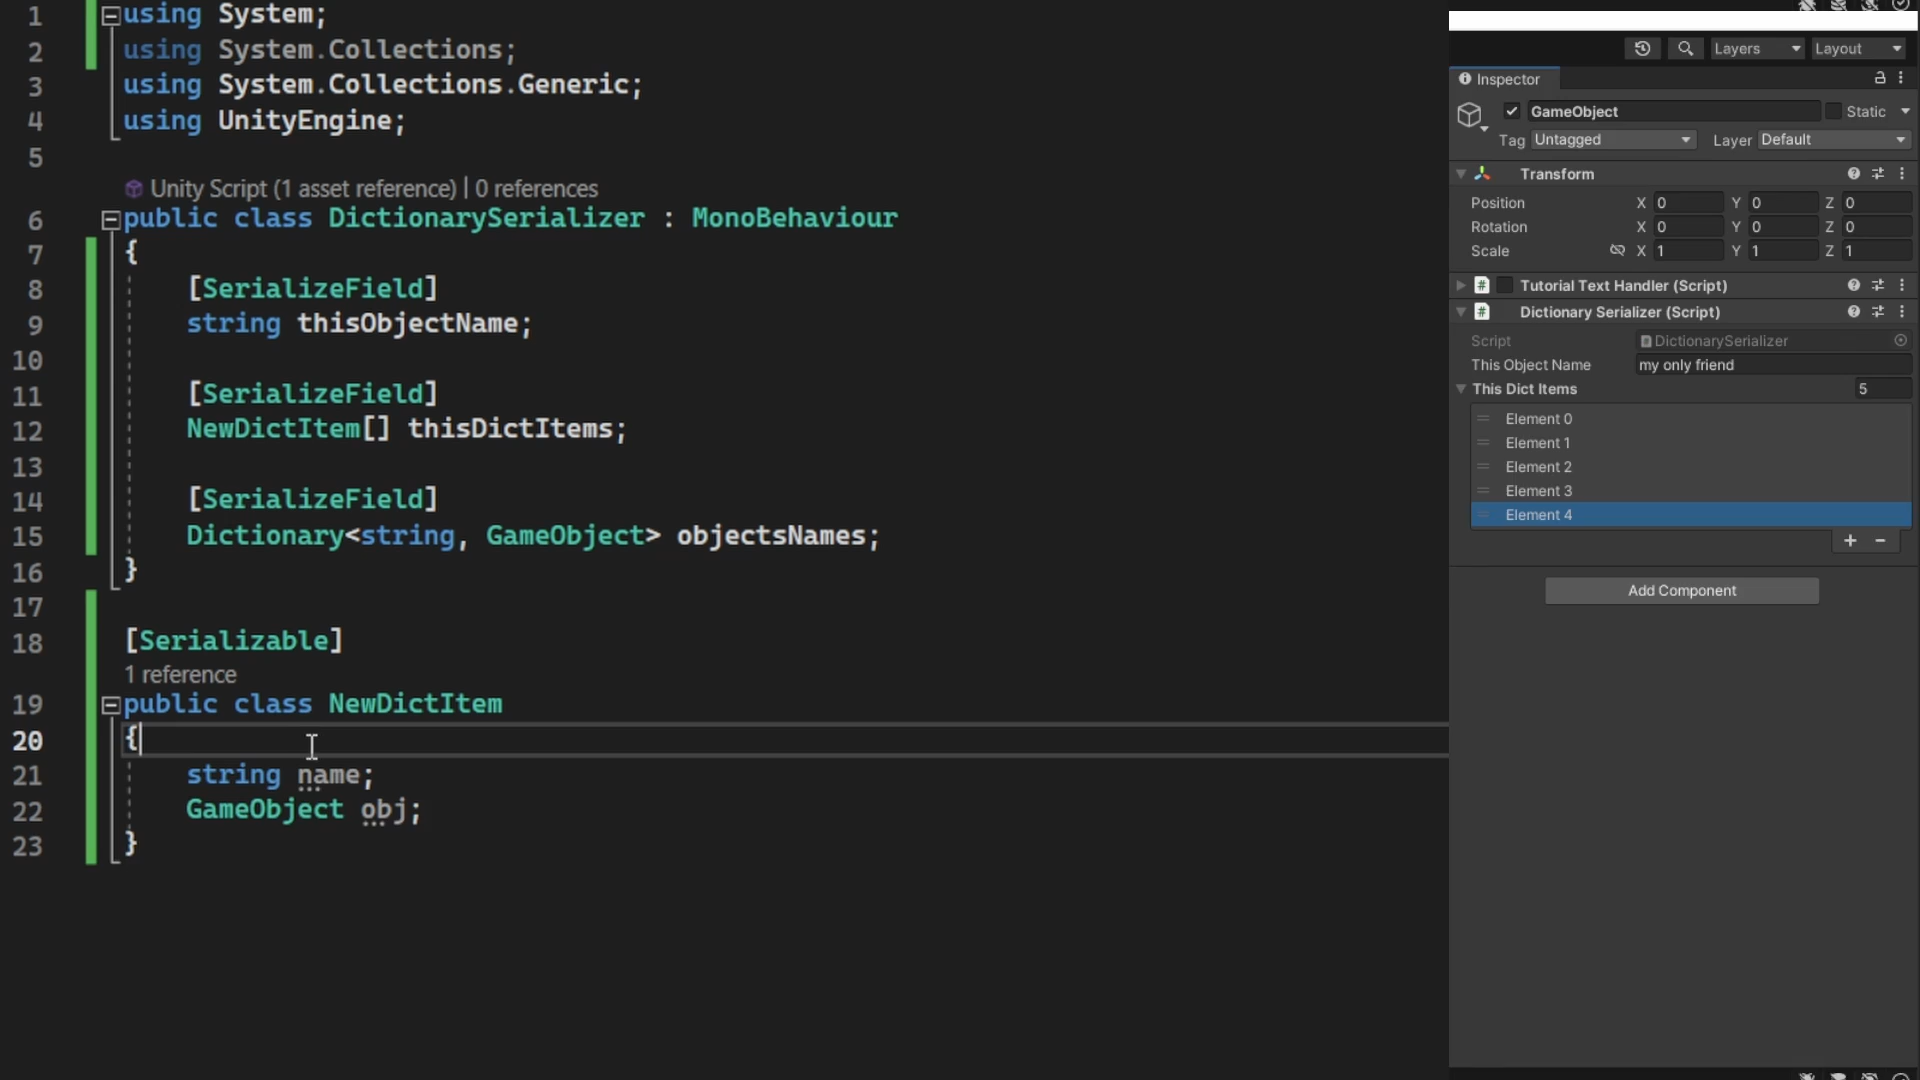 1 using System;
2 using System.Collections;
3 using System.Collections.Generic;
4 using UnityEngine;
5
Unity Script (1 asset reference) | 0 references
6 public class DictionarySerializer : MonoBehaviour
7 {
8 [SerializeField]
9 string thisObjectName;
10
11 [SerializeField]
12 NewDictItem[] thisDictItems;
13
14 [SerializeField]
15 Dictionary<string, GameObject> objectsNames;
16 }
17
18 [Serializable]
1 reference
19 public class NewDictItem
20 {
21 string name;
22 GameObject obj;
23 }
Layers Layout
Inspector
GameObject Static
Tag Untagged Layer Default
Transform
Position X 0 Y 0 Z 0
Rotation X 0 Y 0 Z 0
Scale X 1 Y 1 Z 1
# Tutorial Text Handler (Script)
# Dictionary Serializer (Script)
Script DictionarySerializer
This Object Name my only friend
This Dict Items 5
Element 0
Element 1
Element 2
Element 3
Element 4
+ −
Add Component